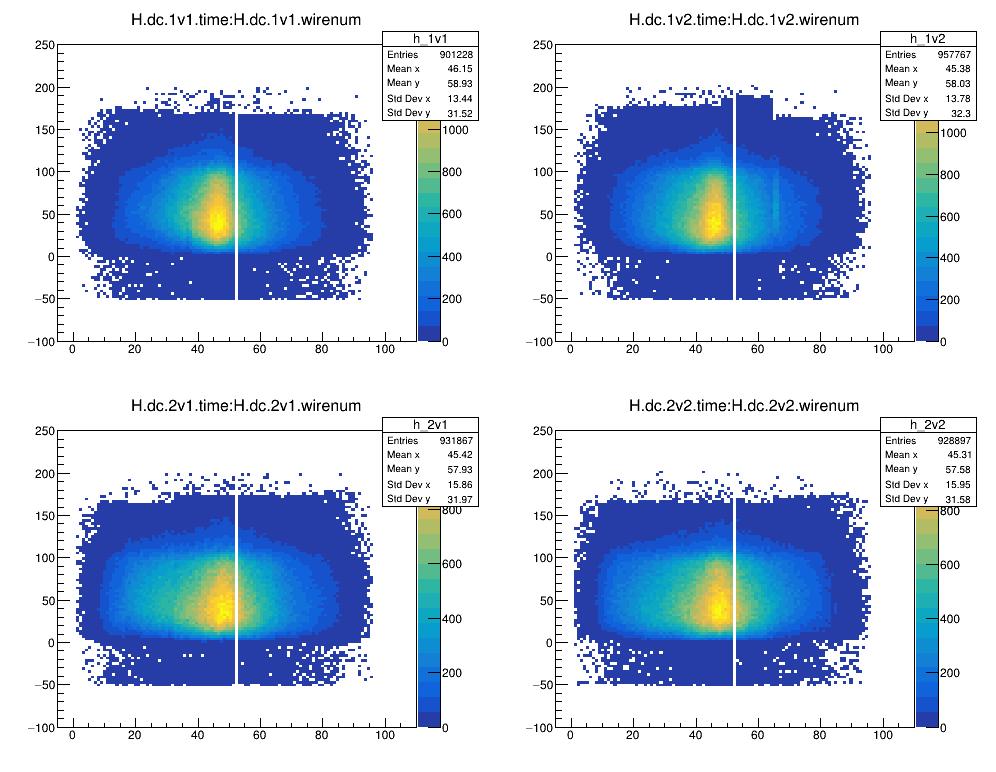 H.dc.1v1.time:H.dc.1v1.wirenum
h_1v1
Entries 901228
Mean x 46.15
Mean y 58.93
Std Dev x 13.44
Std Dev y 31.52
250
200
150
100
50
0
−50
−100
0 20 40 60 80 100
1000
800
600
400
200
0
H.dc.1v2.time:H.dc.1v2.wirenum
h_1v2
Entries 957767
Mean x 45.38
Mean y 58.03
Std Dev x 13.78
Std Dev y 32.3
250
200
150
100
50
0
−50
−100
0 20 40 60 80 100
1000
800
600
400
200
0
H.dc.2v1.time:H.dc.2v1.wirenum
h_2v1
Entries 931867
Mean x 45.42
Mean y 57.93
Std Dev x 15.86
Std Dev y 31.97
250
200
150
100
50
0
−50
−100
0 20 40 60 80 100
800
600
400
200
0
H.dc.2v2.time:H.dc.2v2.wirenum
h_2v2
Entries 928897
Mean x 45.31
Mean y 57.58
Std Dev x 15.95
Std Dev y 31.58
250
200
150
100
50
0
−50
−100
0 20 40 60 80 100
800
600
400
200
0